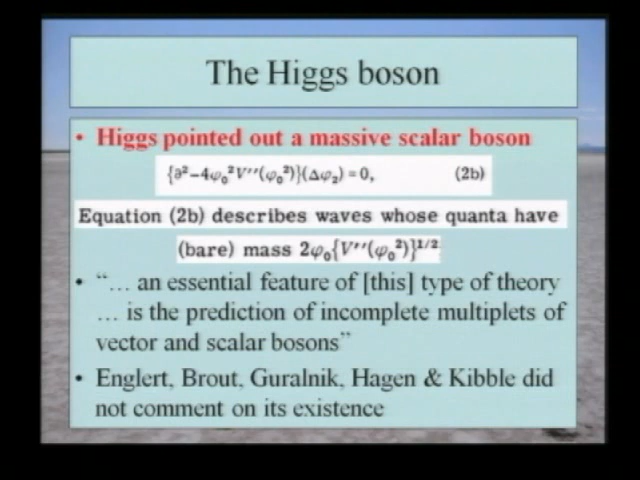 The Higgs boson
• Higgs pointed out a massive scalar boson
{∂²−4φ₀²V′′(φ₀²)}(Δφ₂) = 0, (2b)
Equation (2b) describes waves whose quanta have
(bare) mass 2φ₀{V′′(φ₀²)}¹/²
• “… an essential feature of [this] type of theory
… is the prediction of incomplete multiplets of
vector and scalar bosons”
• Englert, Brout, Guralnik, Hagen & Kibble did
not comment on its existence